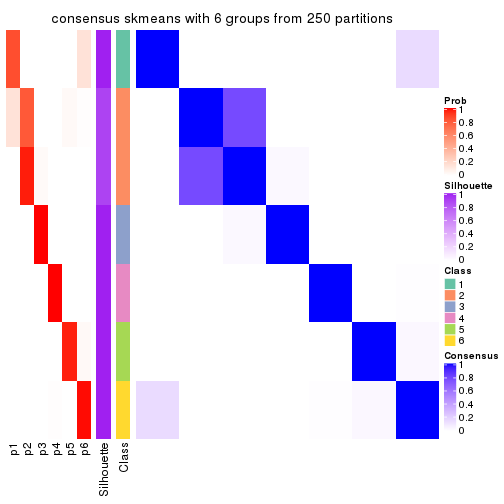 consensus skmeans with 6 groups from 250 partitions
Prob
1
0.8
0.6
0.4
0.2
0
Silhouette
1
0.8
0.6
0.4
0.2
0
Class
1
2
3
4
5
6
Consensus
1
0.8
0.6
0.4
0.2
0
p1
p2
p3
p4
p5
p6
Silhouette
Class